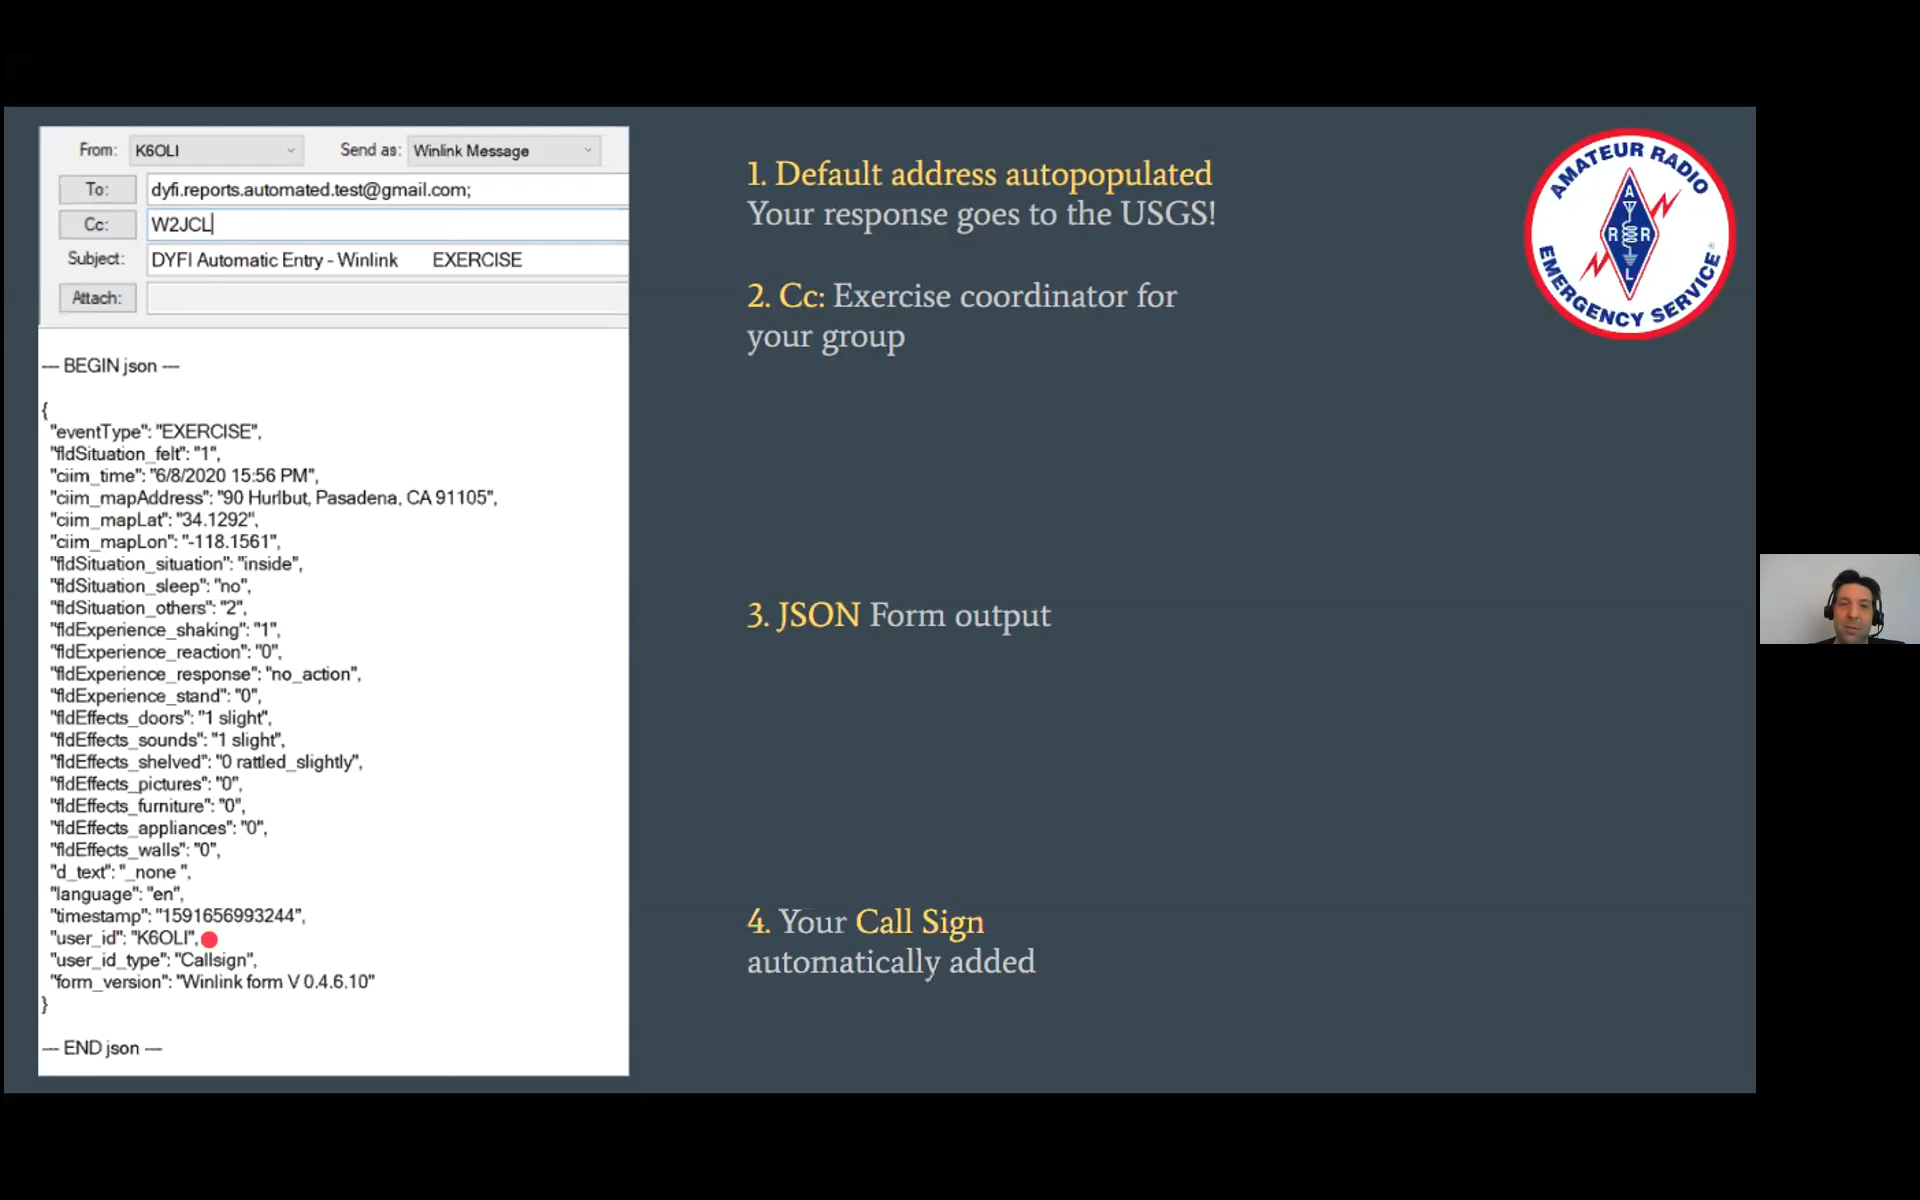 From: K6OLI Send as: Winlink Message
To: dyfi.reports.automated.test@gmail.com;
Cc: W2JCL
Subject: DYFI Automatic Entry - Winlink EXERCISE
Attach:
--- BEGIN json ---
{
"eventType": "EXERCISE",
"fldSituation_felt": "1",
"ciim_time": "6/8/2020 15:56 PM",
"ciim_mapAddress": "90 Hurlbut, Pasadena, CA 91105",
"ciim_mapLat": "34.1292",
"ciim_mapLon": "-118.1561",
"fldSituation_situation": "inside",
"fldSituation_sleep": "no",
"fldSituation_others": "2",
"fldExperience_shaking": "1",
"fldExperience_reaction": "0",
"fldExperience_response": "no_action",
"fldExperience_stand": "0",
"fldEffects_doors": "1 slight",
"fldEffects_sounds": "1 slight",
"fldEffects_shelved": "0 rattled_slightly",
"fldEffects_pictures": "0",
"fldEffects_furniture": "0",
"fldEffects_appliances": "0",
"fldEffects_walls": "0",
"d_text": "_none ",
"language": "en",
"timestamp": "1591656993244",
"user_id": "K6OLI",
"user_id_type": "Callsign",
"form_version": "Winlink form V 0.4.6.10"
}
--- END json ---
1. Default address autopopulated
Your response goes to the USGS!
2. Cc: Exercise coordinator for
your group
3. JSON Form output
4. Your Call Sign
automatically added
AMATEUR RADIO
EMERGENCY SERVICE®
A
R R
L